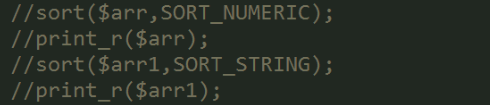 //sort($arr,SORT_NUMERIC);
//print_r($arr);
//sort($arr1,SORT_STRING);
//print_r($arr1);